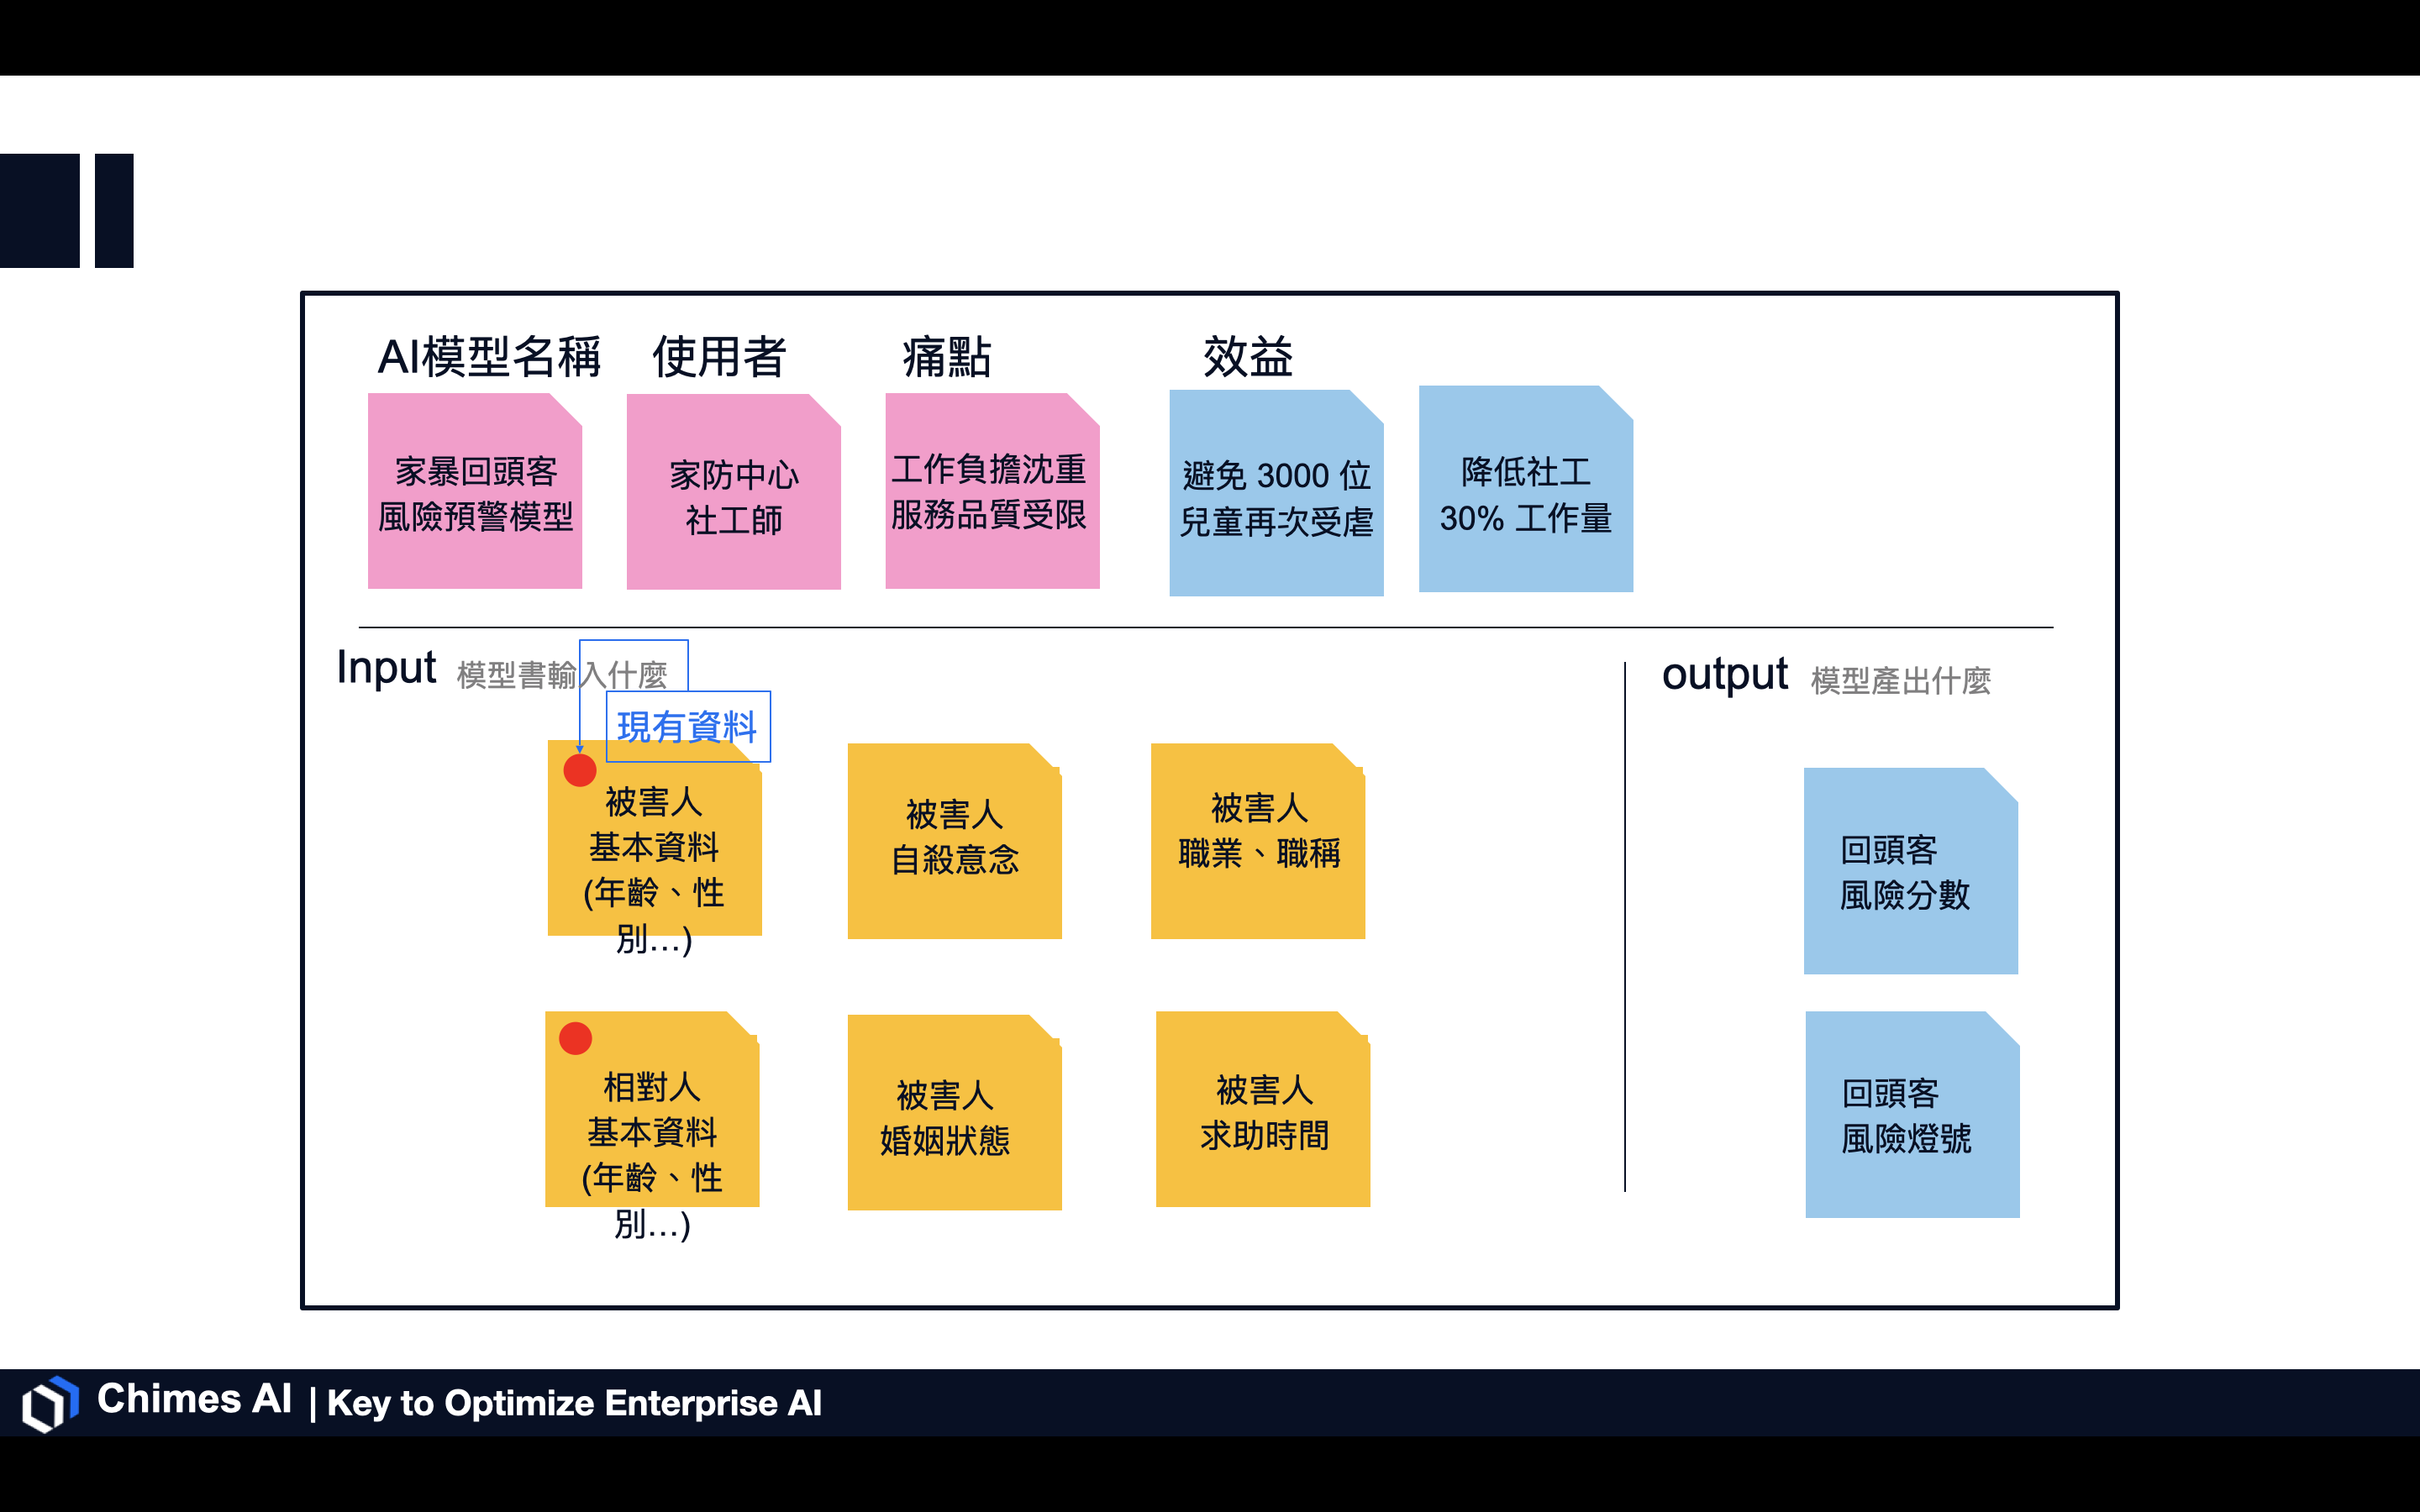 AI模型名稱
使用者
痛點
效益
家暴回頭客
風險預警模型
家防中心
社工師
工作負擔沈重
服務品質受限
避免 3000 位
兒童再次受虐
降低社工
30% 工作量
Input 模型書輸入什麼
output 模型產出什麼
現有資料
被害人
基本資料
(年齡、性
別...)
被害人
自殺意念
被害人
職業、職稱
回頭客
風險分數
相對人
基本資料
(年齡、性
別...)
被害人
婚姻狀態
被害人
求助時間
回頭客
風險燈號
Chimes AI | Key to Optimize Enterprise AI